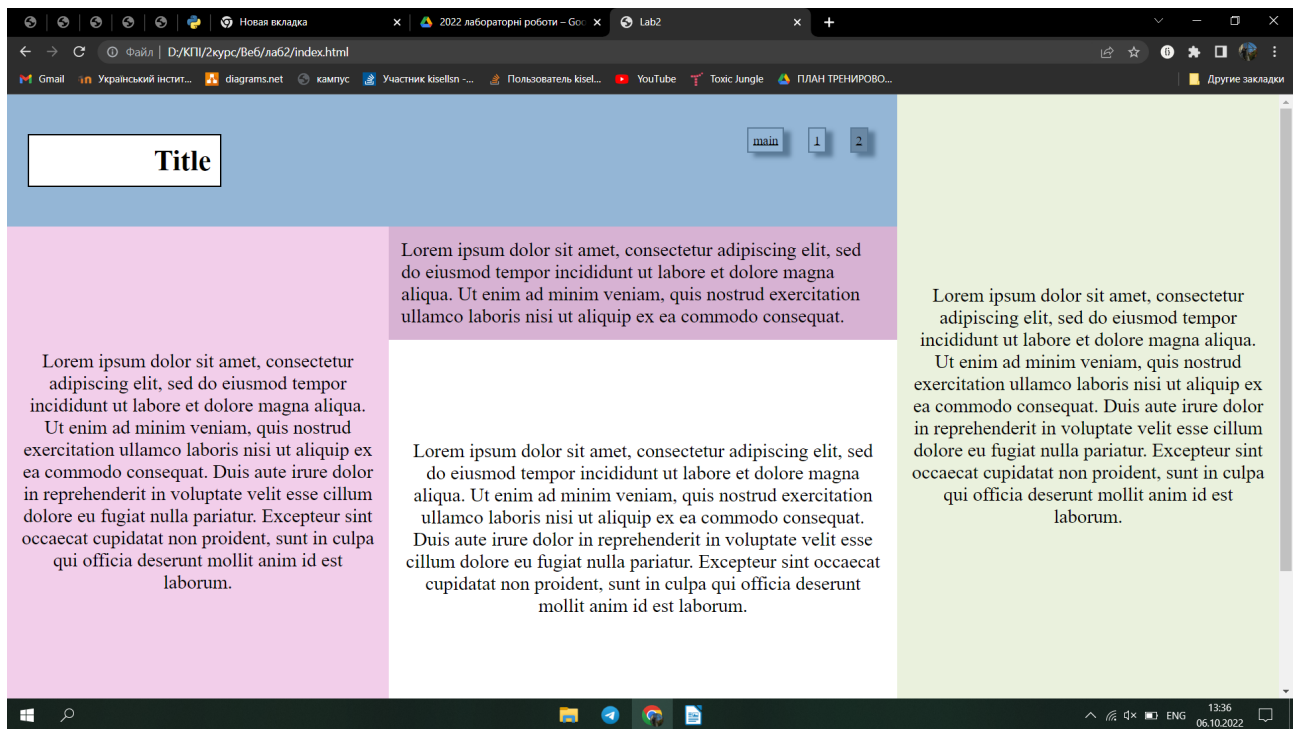 Новая вкладка
2022 лабораторні роботи – Goo
Lab2
Файл | D:/КПІ/2курс/Веб/лаб2/index.html
Gmail
Український інстит...
diagrams.net
кампус
Участник kisellsn -...
Пользователь kisel...
YouTube
Toxic Jungle
ПЛАН ТРЕНИРОВО...
Другие закладки
Title
main
1
2
Lorem ipsum dolor sit amet, consectetur adipiscing elit, sed
do eiusmod tempor incididunt ut labore et dolore magna
aliqua. Ut enim ad minim veniam, quis nostrud exercitation
ullamco laboris nisi ut aliquip ex ea commodo consequat.
Lorem ipsum dolor sit amet, consectetur
adipiscing elit, sed do eiusmod tempor
incididunt ut labore et dolore magna aliqua.
Ut enim ad minim veniam, quis nostrud
exercitation ullamco laboris nisi ut aliquip ex
ea commodo consequat. Duis aute irure dolor
in reprehenderit in voluptate velit esse cillum
dolore eu fugiat nulla pariatur. Excepteur sint
occaecat cupidatat non proident, sunt in culpa
qui officia deserunt mollit anim id est
laborum.
Lorem ipsum dolor sit amet, consectetur adipiscing elit, sed
do eiusmod tempor incididunt ut labore et dolore magna
aliqua. Ut enim ad minim veniam, quis nostrud exercitation
ullamco laboris nisi ut aliquip ex ea commodo consequat.
Duis aute irure dolor in reprehenderit in voluptate velit esse
cillum dolore eu fugiat nulla pariatur. Excepteur sint occaecat
cupidatat non proident, sunt in culpa qui officia deserunt
mollit anim id est laborum.
Lorem ipsum dolor sit amet, consectetur
adipiscing elit, sed do eiusmod tempor
incididunt ut labore et dolore magna aliqua.
Ut enim ad minim veniam, quis nostrud
exercitation ullamco laboris nisi ut aliquip ex
ea commodo consequat. Duis aute irure dolor
in reprehenderit in voluptate velit esse cillum
dolore eu fugiat nulla pariatur. Excepteur sint
occaecat cupidatat non proident, sunt in culpa
qui officia deserunt mollit anim id est
laborum.
ENG
13:36
06.10.2022